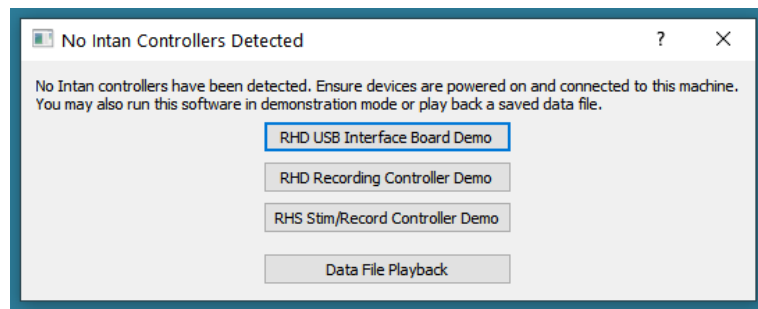 No Intan Controllers Detected
No Intan controllers have been detected. Ensure devices are powered on and connected to this machine.
You may also run this software in demonstration mode or play back a saved data file.
RHD USB Interface Board Demo
RHD Recording Controller Demo
RHS Stim/Record Controller Demo
Data File Playback